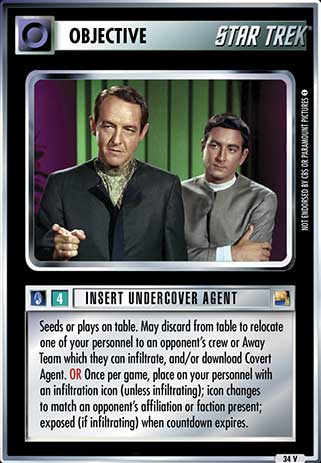 OBJECTIVE
STAR TREK
NOT ENDORSED BY CBS OR PARAMOUNT PICTURES
4 INSERT UNDERCOVER AGENT
Seeds or plays on table. May discard from table to relocate
one of your personnel to an opponent's crew or Away
Team which they can infiltrate, and/or download Covert
Agent. OR Once per game, place on your personnel with
an infiltration icon (unless infiltrating); icon changes
to match an opponent's affiliation or faction present;
exposed (if infiltrating) when countdown expires.
34 V